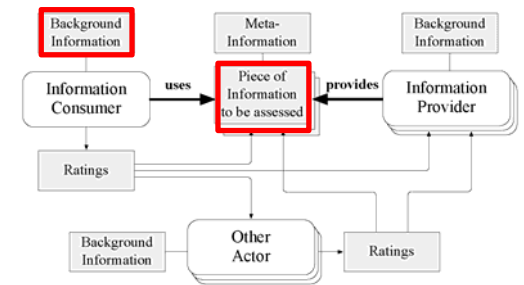 Background
Information
Meta-
Information
Background
Information
Information
Consumer
uses
Piece of
Information
to be assessed
provides
Information
Provider
Ratings
Background
Information
Other
Actor
Ratings